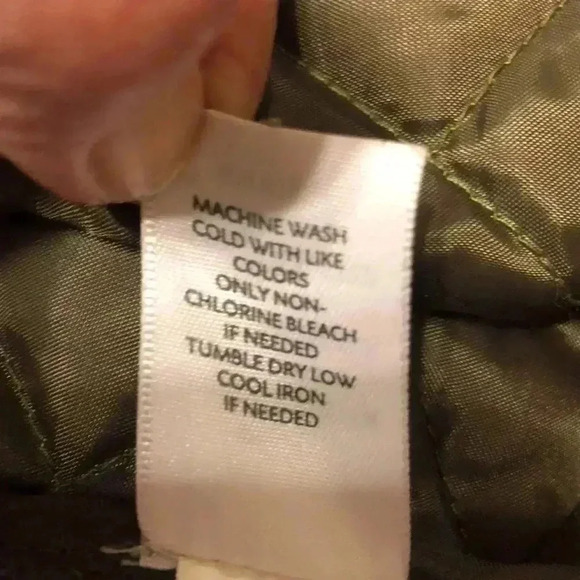 MACHINE WASH
COLD WITH LIKE
COLORS
ONLY NON-
CHLORINE BLEACH
IF NEEDED
TUMBLE DRY LOW
COOL IRON
IF NEEDED